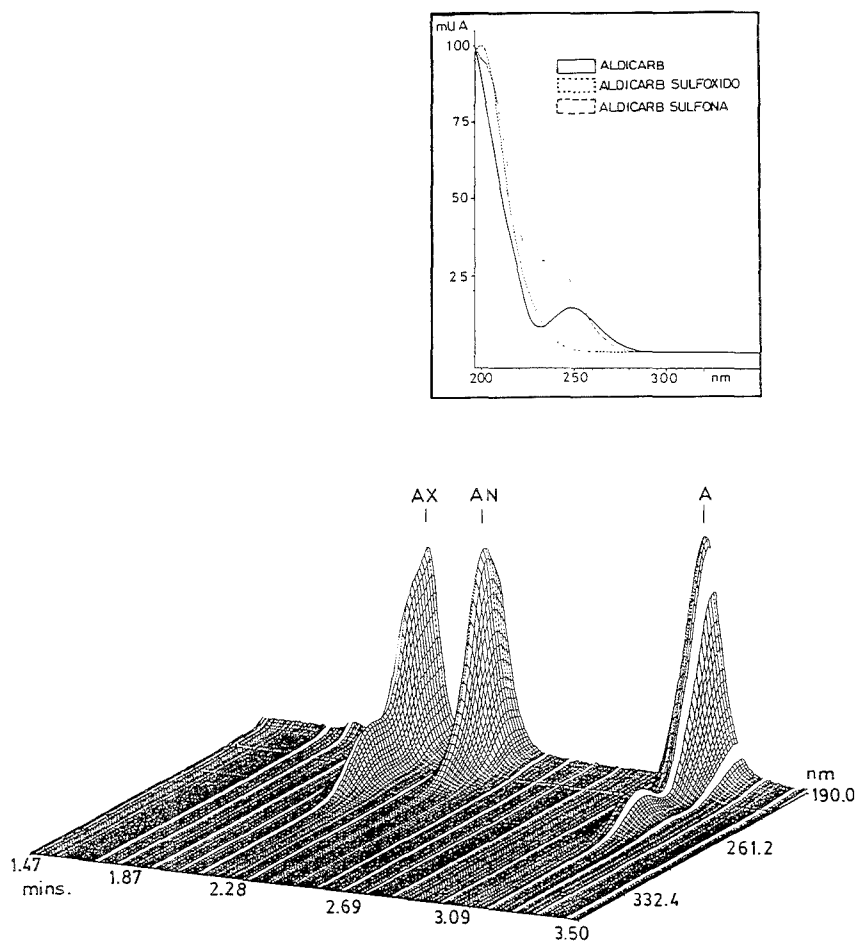 mUA
100
ALDICARB
ALDICARB SULFOXIDO
ALDICARB SULFONA
75
50
25
200 250 300 nm
AX AN A
nm
190.0
261.2
332.4
1.47 1.87 2.28 2.69 3.09 3.50
mins.